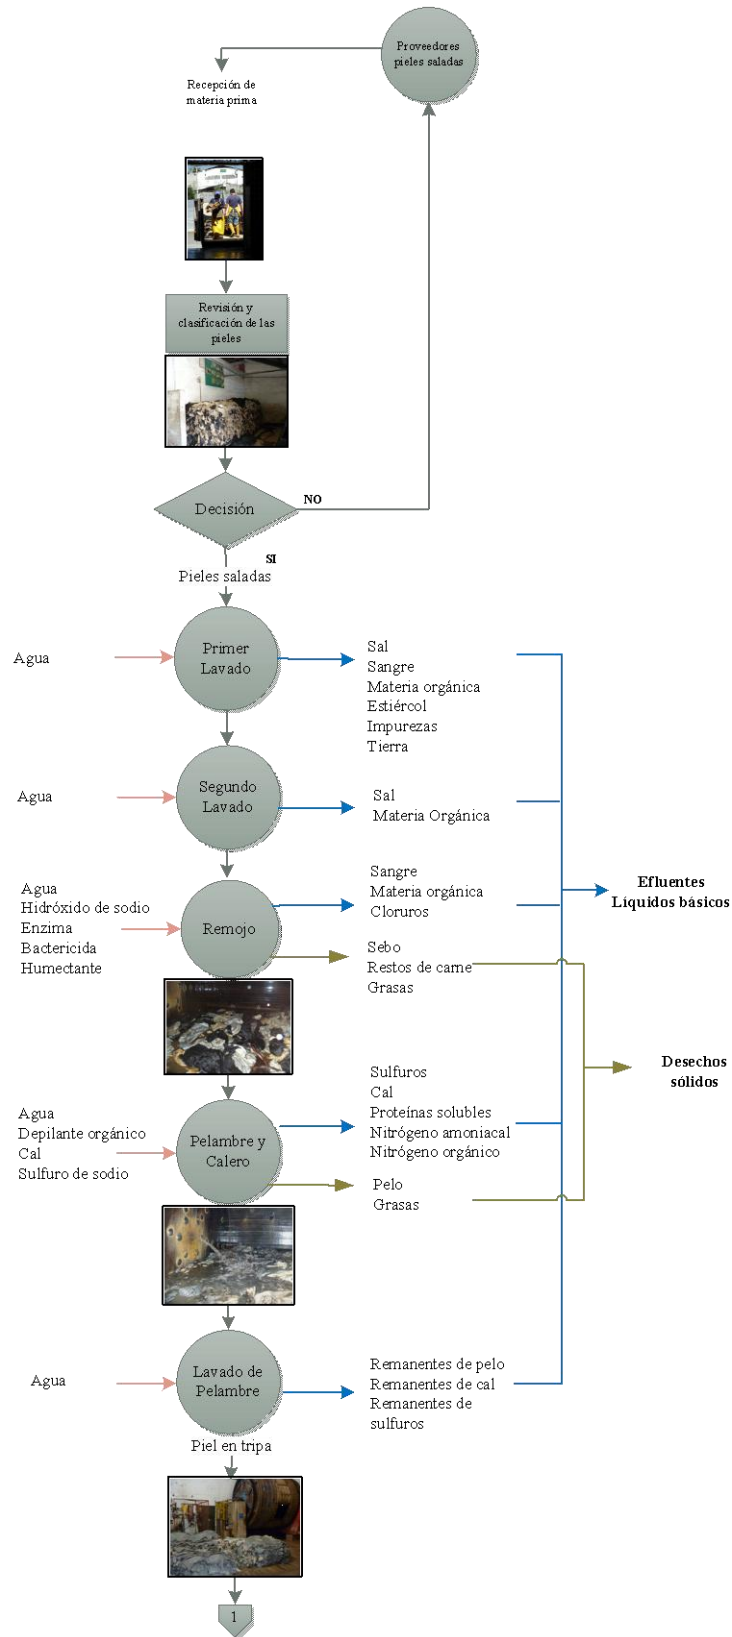 Proveedores
pieles saladas
Recepción de
materia prima
Revisión y
clasificación de las
pieles
Decisión
NO
SI
Pieles saladas
Agua
Primer
Lavado
Sal
Sangre
Materia orgánica
Estiércol
Impurezas
Tierra
Agua
Segundo
Lavado
Sal
Materia Orgánica
Agua
Hidróxido de sodio
Enzima
Bactericida
Humectante
Remojo
Sangre
Materia orgánica
Cloruros
Sebo
Restos de carne
Grasas
Efluentes
Líquidos básicos
Desechos
sólidos
Agua
Depilante orgánico
Cal
Sulfuro de sodio
Pelambre y
Calero
Sulfuros
Cal
Proteínas solubles
Nitrógeno amoniacal
Nitrógeno orgánico
Pelo
Grasas
Agua
Lavado de
Pelambre
Remanentes de pelo
Remanentes de cal
Remanentes de
sulfuros
Piel en tripa
1